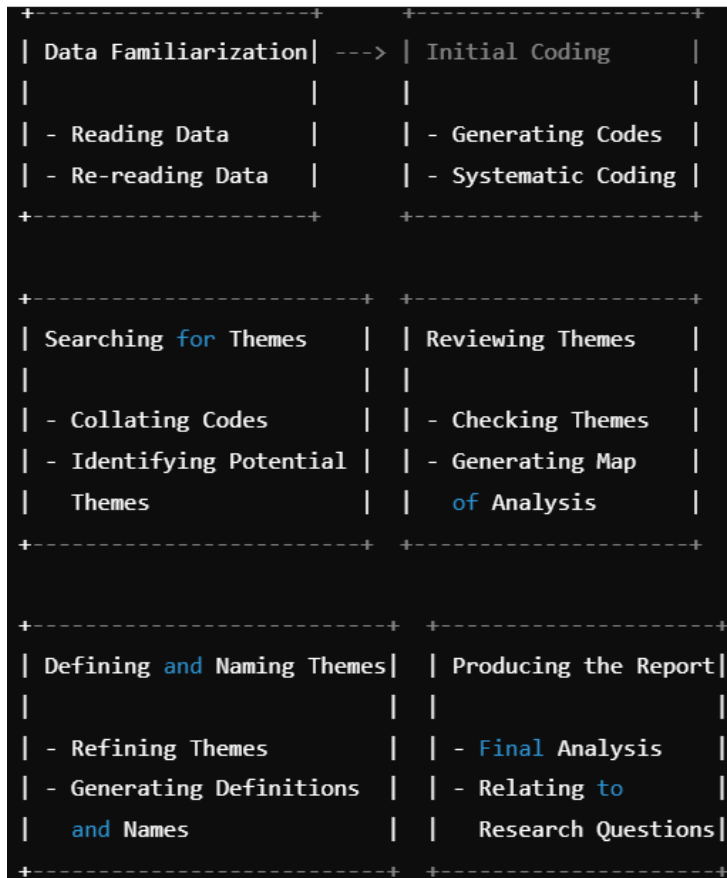 +---------------------+      +---------------------+
| Data Familiarization| ---> | Initial Coding      |
|                     |      |                     |
| - Reading Data      |      | - Generating Codes  |
| - Re-reading Data   |      | - Systematic Coding |
+---------------------+      +---------------------+
+-------------------------+  +---------------------+
| Searching for Themes    |  | Reviewing Themes    |
|                         |  |                     |
| - Collating Codes       |  | - Checking Themes   |
| - Identifying Potential |  | - Generating Map    |
|   Themes                |  |   of Analysis       |
+-------------------------+  +---------------------+
+---------------------------+  +---------------------+
| Defining and Naming Themes|  | Producing the Report|
|                           |  |                     |
| - Refining Themes         |  | - Final Analysis    |
| - Generating Definitions  |  | - Relating to       |
|   and Names               |  |   Research Questions|
+---------------------------+  +---------------------+